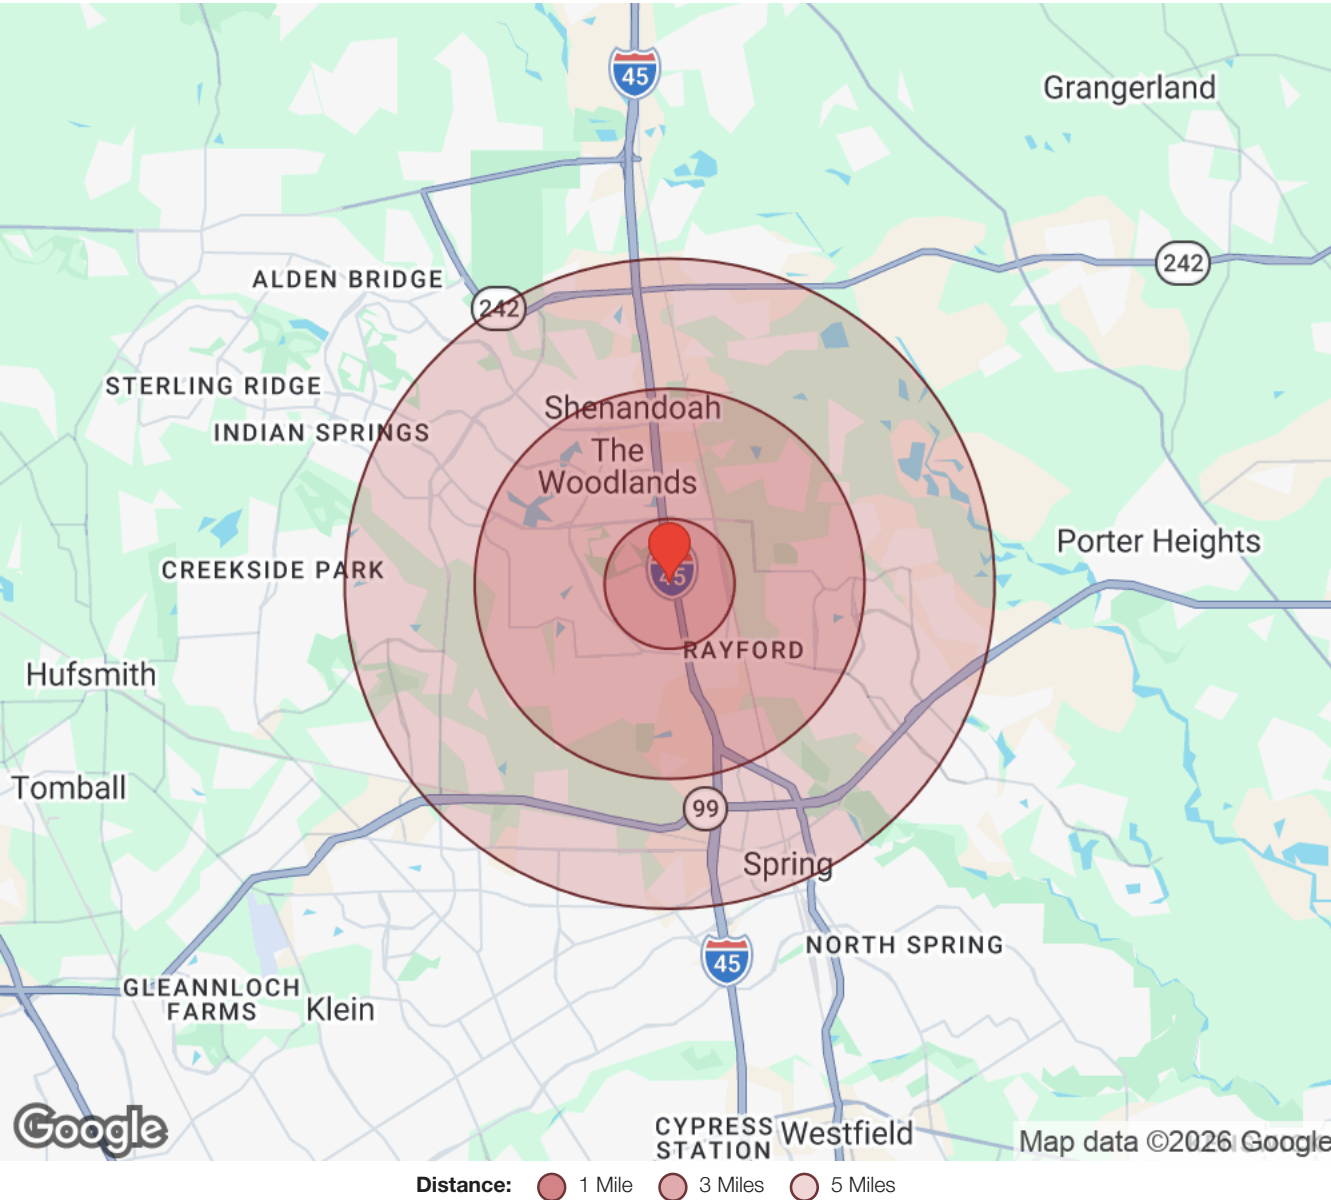 45
Grangerland
242
ALDEN BRIDGE
242
STERLING RIDGE
Shenandoah
INDIAN SPRINGS
The
Woodlands
Porter Heights
CREEKSIDE PARK
45
RAYFORD
Hufsmith
Tomball
99
Spring
NORTH SPRING
45
GLEANNLOCH
FARMS
Klein
Google
CYPRESS
STATION
Westfield
Map data ©2026 Google
Distance: 1 Mile 3 Miles 5 Miles